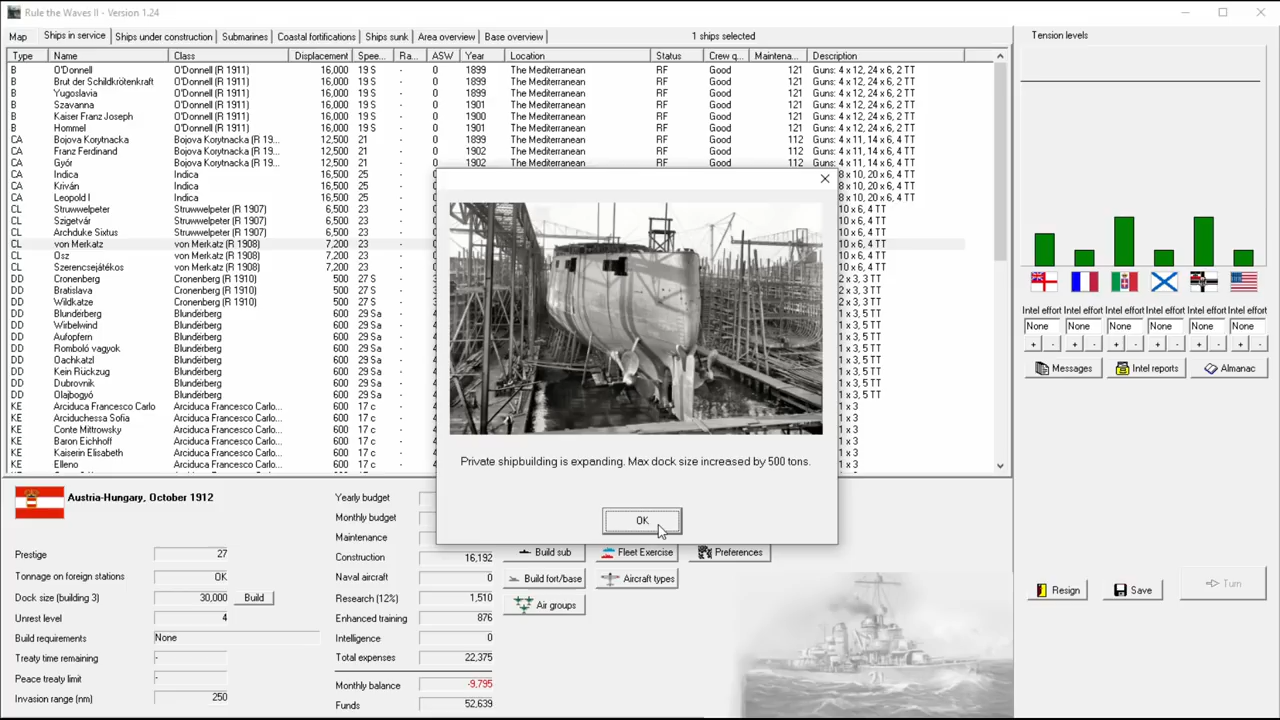 Rule the Waves II - Version 1.24
Map Ships in service Ships under construction Submarines Coastal fortifications Ships sunk Area overview Base overview 1 ships selected
Type Name Class Displacement Spee... Ra... ASW Year Location Status Crew q... Maintena... Description
B O'Donnell O'Donnell (R 1911) 16,000 19 S - 0 1899 The Mediterranean RF Good 121 Guns: 4 x 12, 24 x 6, 2 TT
B Brut der Schildkrötenkraft O'Donnell (R 1911) 16,000 19 S - 0 1899 The Mediterranean RF Good 121 Guns: 4 x 12, 24 x 6, 2 TT
B Yugoslavia O'Donnell (R 1911) 16,000 19 S - 0 1899 The Mediterranean RF Good 121 Guns: 4 x 12, 24 x 6, 2 TT
B Szavanna O'Donnell (R 1911) 16,000 19 S - 0 1901 The Mediterranean RF Good 121 Guns: 4 x 12, 24 x 6, 2 TT
B Kaiser Franz Joseph O'Donnell (R 1911) 16,000 19 S - 0 1900 The Mediterranean RF Good 121 Guns: 4 x 12, 24 x 6, 2 TT
B Hommel O'Donnell (R 1911) 16,000 19 S - 0 1901 The Mediterranean RF Good 121 Guns: 4 x 12, 24 x 6, 2 TT
CA Bojova Korytnacka Bojova Korytnacka (R 19... 12,500 21 - 0 1899 The Mediterranean RF Good 112 Guns: 4 x 11, 14 x 6, 4 TT
CA Franz Ferdinand Bojova Korytnacka (R 19... 12,500 21 - 0 1902 The Mediterranean RF Good 112 Guns: 4 x 11, 14 x 6, 4 TT
CA Győr Bojova Korytnacka (R 19... 12,500 21 - 0 1902 The Mediterranean RF Good 112 Guns: 4 x 11, 14 x 6, 4 TT
CA Indica Indica 16,500 25 - 8 x 10, 20 x 6, 4 TT
CA Kriván Indica 16,500 25 - 8 x 10, 20 x 6, 4 TT
CA Leopold I Indica 16,500 25 - 8 x 10, 20 x 6, 4 TT
CL Struwwelpeter Struwwelpeter (R 1907) 6,500 23 - 10 x 6, 4 TT
CL Szigetvár Struwwelpeter (R 1907) 6,500 23 - 10 x 6, 4 TT
CL Archduke Sixtus Struwwelpeter (R 1907) 6,500 23 - 10 x 6, 4 TT
CL von Merkatz von Merkatz (R 1908) 7,200 23 - 10 x 6, 4 TT
CL Ősz von Merkatz (R 1908) 7,200 23 - 10 x 6, 4 TT
CL Szerencsejátékos von Merkatz (R 1908) 7,200 23 - 10 x 6, 4 TT
DD Cronenberg Cronenberg (R 1910) 500 27 S - 2 x 3, 3 TT
DD Bratislava Cronenberg (R 1910) 500 27 S - 2 x 3, 3 TT
DD Wildkatze Cronenberg (R 1910) 500 27 S - 2 x 3, 3 TT
DD Blunderberg Blunderberg 600 29 Sa - 1 x 3, 5 TT
DD Wirbelwind Blunderberg 600 29 Sa - 1 x 3, 5 TT
DD Autopfern Blunderberg 600 29 Sa - 1 x 3, 5 TT
DD Romboló vagyok Blunderberg 600 29 Sa - 1 x 3, 5 TT
DD Oachkatzl Blunderberg 600 29 Sa - 1 x 3, 5 TT
DD Kein Rückzug Blunderberg 600 29 Sa - 1 x 3, 5 TT
DD Dubrovnik Blunderberg 600 29 Sa - 1 x 3, 5 TT
DD Olajbogyó Blunderberg 600 29 Sa - 1 x 3, 5 TT
KE Arciduca Francesco Carlo Arciduca Francesco Carlo... 600 17 c - 1 x 3
KE Arciduchessa Sofia Arciduca Francesco Carlo... 600 17 c - 1 x 3
KE Conte Mittrowsky Arciduca Francesco Carlo... 600 17 c - 1 x 3
KE Baron Eichhoff Arciduca Francesco Carlo... 600 17 c - 1 x 3
KE Kaiserin Elisabeth Arciduca Francesco Carlo... 600 17 c - 1 x 3
KE Elleno Arciduca Francesco Carlo... 600 17 c - 1 x 3
Private shipbuilding is expanding. Max dock size increased by 500 tons.
OK
Tension levels
Intel effort Intel effort Intel effort Intel effort Intel effort Intel effort
None None None None None None
+ - + - + - + - + - + -
Messages Intel reports Almanac
Austria-Hungary, October 1912
Prestige 27
Tonnage on foreign stations OK
Dock size (building 3) 30,000 Build
Unrest level 4
Build requirements None
Treaty time remaining -
Peace treaty limit -
Invasion range (nm) 250
Yearly budget
Monthly budget
Maintenance
Construction 16,192
Naval aircraft 0
Research (12%) 1,510
Enhanced training 876
Intelligence 0
Total expenses 22,375
Monthly balance -9,795
Funds 52,639
Build sub Fleet Exercise Preferences
Build fort/base Aircraft types
Air groups
Resign Save Turn